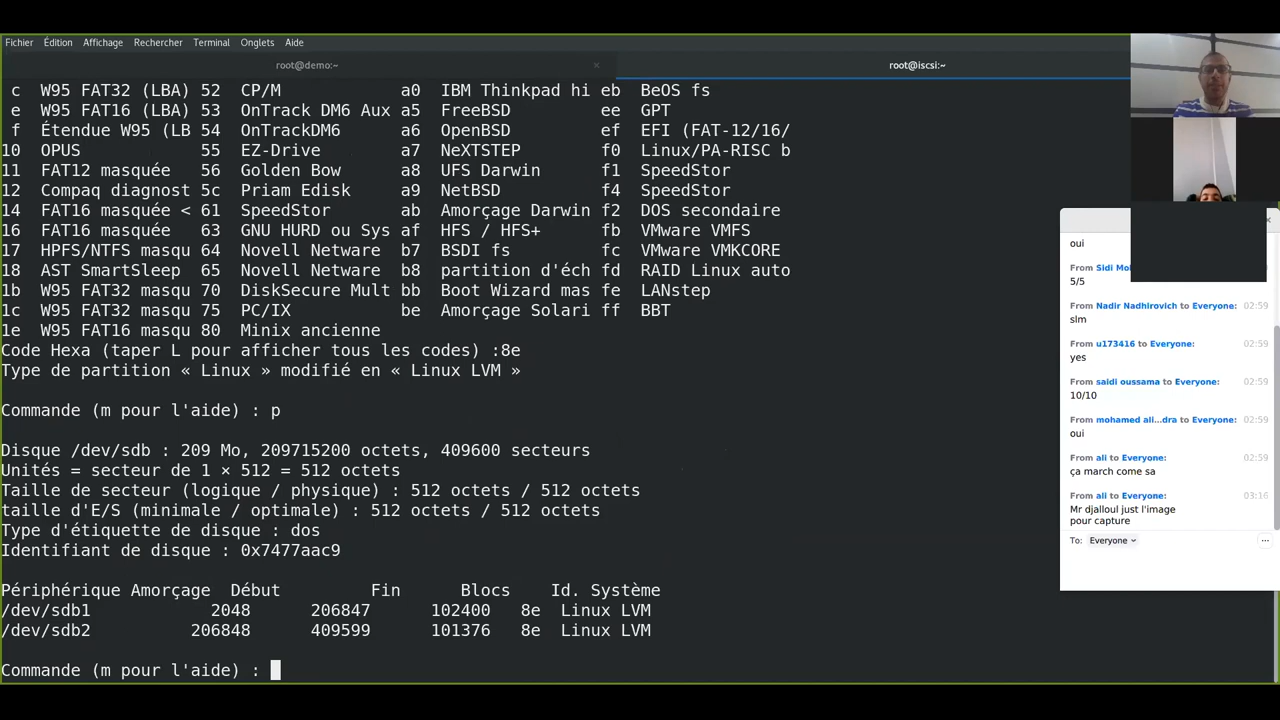 Fichier Édition Affichage Rechercher Terminal Onglets Aide
root@demo:~ × root@iscsi:~
c W95 FAT32 (LBA) 52 CP/M a0 IBM Thinkpad hi eb BeOS fs
e W95 FAT16 (LBA) 53 OnTrack DM6 Aux a5 FreeBSD ee GPT
f Étendue W95 (LB 54 OnTrackDM6 a6 OpenBSD ef EFI (FAT-12/16/
10 OPUS 55 EZ-Drive a7 NeXTSTEP f0 Linux/PA-RISC b
11 FAT12 masquée 56 Golden Bow a8 UFS Darwin f1 SpeedStor
12 Compaq diagnost 5c Priam Edisk a9 NetBSD f4 SpeedStor
14 FAT16 masquée < 61 SpeedStor ab Amorçage Darwin f2 DOS secondaire
16 FAT16 masquée 63 GNU HURD ou Sys af HFS / HFS+ fb VMware VMFS
17 HPFS/NTFS masqu 64 Novell Netware b7 BSDI fs fc VMware VMKCORE
18 AST SmartSleep 65 Novell Netware b8 partition d'éch fd RAID Linux auto
1b W95 FAT32 masqu 70 DiskSecure Mult bb Boot Wizard mas fe LANstep
1c W95 FAT32 masqu 75 PC/IX be Amorçage Solari ff BBT
1e W95 FAT16 masqu 80 Minix ancienne
Code Hexa (taper L pour afficher tous les codes) :8e
Type de partition « Linux » modifié en « Linux LVM »
Commande (m pour l'aide) : p
Disque /dev/sdb : 209 Mo, 209715200 octets, 409600 secteurs
Unités = secteur de 1 × 512 = 512 octets
Taille de secteur (logique / physique) : 512 octets / 512 octets
taille d'E/S (minimale / optimale) : 512 octets / 512 octets
Type d'étiquette de disque : dos
Identifiant de disque : 0x7477aac9
Périphérique Amorçage Début Fin Blocs Id. Système
/dev/sdb1 2048 206847 102400 8e Linux LVM
/dev/sdb2 206848 409599 101376 8e Linux LVM
Commande (m pour l'aide) :
oui
From Sidi Mo
5/5
From Nadir Nadhirovich to Everyone: 02:59
slm
From u173416 to Everyone: 02:59
yes
From saidi oussama to Everyone: 02:59
10/10
From mohamed ali...dra to Everyone: 02:59
oui
From ali to Everyone: 02:59
ça march come sa
From ali to Everyone: 03:16
Mr djalloul just l'image
pour capture
To: Everyone